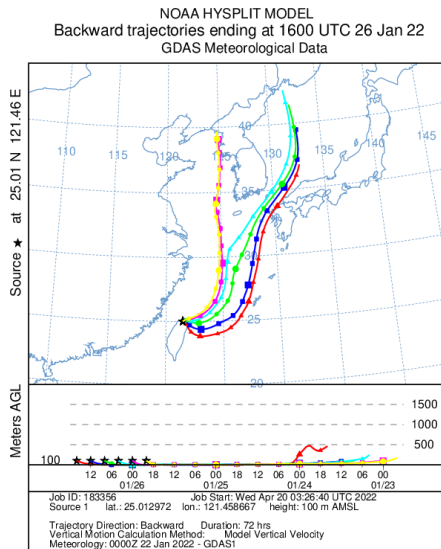 NOAA HYSPLIT MODEL
Backward trajectories ending at 1600 UTC 26 Jan 22
GDAS Meteorological Data
Source ★ at 25.01 N 121.46 E
110
115
120
130
135
140
145
40
35
30
25
20
Meters AGL
1500
1000
500
100
12 06 00 18 12 06 00 18 12 06 00 18 12 06 00
01/26 01/25 01/24 01/23
Job ID: 183356 Job Start: Wed Apr 20 03:26:40 UTC 2022
Source 1 lat.: 25.012972 lon.: 121.458667 height: 100 m AMSL
Trajectory Direction: Backward Duration: 72 hrs
Vertical Motion Calculation Method: Model Vertical Velocity
Meteorology: 0000Z 22 Jan 2022 - GDAS1